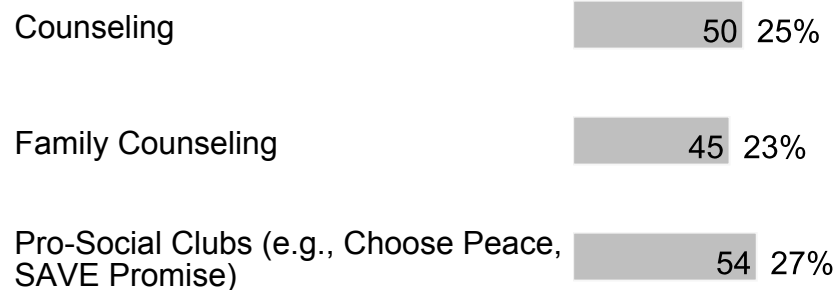 Counseling 50 25%
Family Counseling 45 23%
Pro-Social Clubs (e.g., Choose Peace,
SAVE Promise) 54 27%